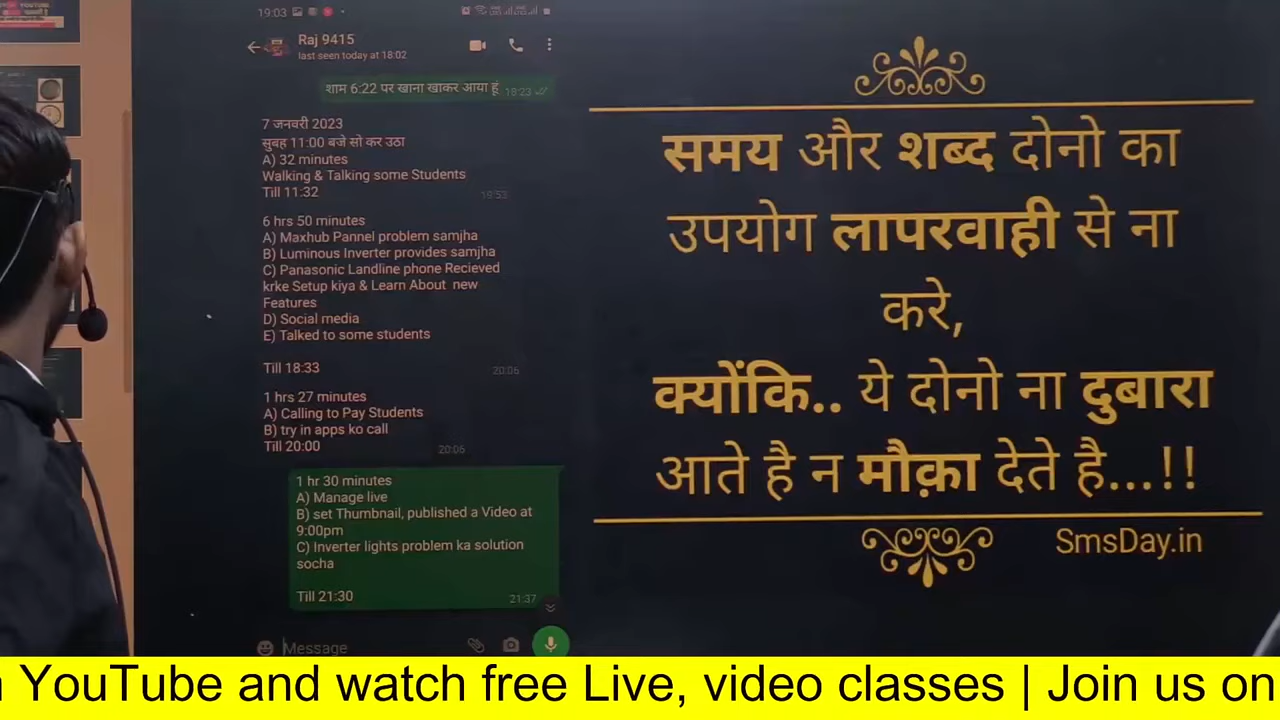 19:03
Raj 9415
last seen today at 18:02
शाम 6:22 पर खाना खाकर आया हूं 18:23
7 जनवरी 2023
सुबह 11:00 बजे सो कर उठा
A) 32 minutes
Walking & Talking some Students
Till 11:32
19:53
6 hrs 50 minutes
A) Maxhub Pannel problem samjha
B) Luminous Inverter provides samjha
C) Panasonic Landline phone Recieved
krke Setup kiya & Learn About new
Features
D) Social media
E) Talked to some students
Till 18:33
20:06
1 hrs 27 minutes
A) Calling to Pay Students
B) try in apps ko call
Till 20:00
20:06
1 hr 30 minutes
A) Manage live
B) set Thumbnail, published a Video at
9:00pm
C) Inverter lights problem ka solution
socha
Till 21:30
21:37
Message
समय और शब्द दोनो का
उपयोग लापरवाही से ना
करे,
क्योंकि.. ये दोनो ना दुबारा
आते है न मौक़ा देते है...!!
SmsDay.in
YouTube and watch free Live, video classes | Join us on